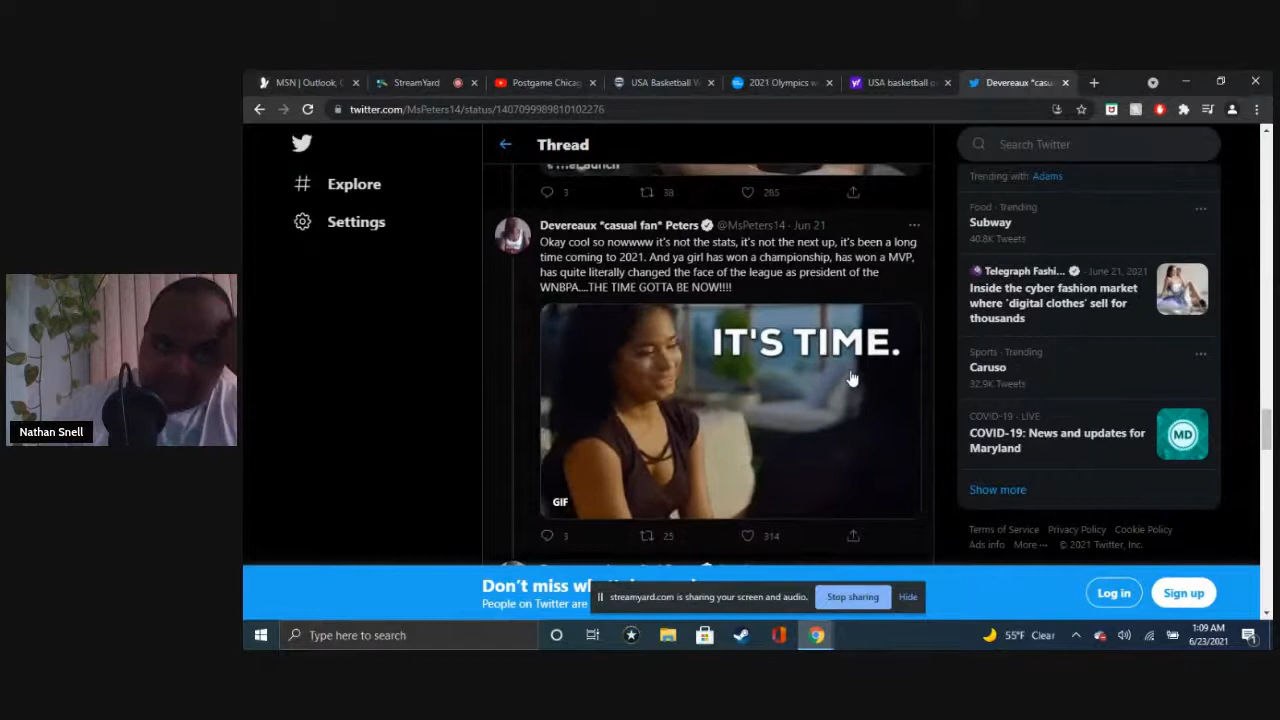 MSN | Outlook,
StreamYard
Postgame Chicag
USA Basketball W
2021 Olympics w
USA basketball o
Devereaux *casu
twitter.com/MsPeters14/status/1407099989810102276
Thread
Search Twitter
Explore
Settings
Trending with Adams
3 38 265
Food · Trending
Subway
40.8K Tweets
Devereaux *casual fan* Peters @MsPeters14 · Jun 21
Okay cool so nowwww it's not the stats, it's not the next up, it's been a long
time coming to 2021. And ya girl has won a championship, has won a MVP,
has quite literally changed the face of the league as president of the
WNBPA....THE TIME GOTTA BE NOW!!!!
IT'S TIME.
GIF
3 25 314
Telegraph Fashi... · June 21, 2021
Inside the cyber fashion market
where 'digital clothes' sell for
thousands
Sports · Trending
Caruso
32.9K Tweets
COVID-19 · LIVE
COVID-19: News and updates for
Maryland
MD
Show more
Terms of Service Privacy Policy Cookie Policy
Ads info More ··· © 2021 Twitter, Inc.
Nathan Snell
Don't miss
People on Twitter are
streamyard.com is sharing your screen and audio.
Stop sharing
Hide
Log in
Sign up
Type here to search
55°F Clear
1:09 AM
6/23/2021
1